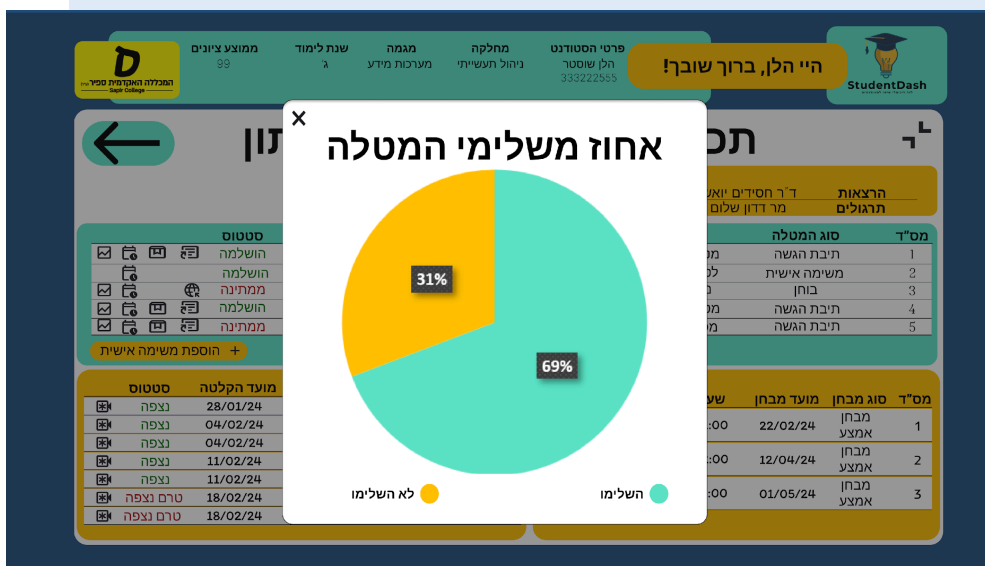 StudentDash
היי הלן, ברוך שובך!
פרטי הסטודנט
הלן שוסטר
333222555
מחלקה
ניהול תעשייתי
מגמה
מערכות מידע
שנת לימוד
ג'
ממוצע ציונים
99
המכללה האקדמית ספיר
Sapir College
הרצאות ד״ר חסידים
תרגולים מר דדון שלום
אחוז משלימי המטלה
31%
69%
השלימו
לא השלימו
מס״ד סוג המטלה סטטוס
1 תיבת הגשה הושלמה
2 משימה אישית הושלמה
3 בוחן ממתינה
4 תיבת הגשה הושלמה
5 תיבת הגשה ממתינה
+ הוספת משימה אישית
מס״ד סוג מבחן מועד מבחן
1 מבחן אמצע 22/02/24
2 מבחן אמצע 12/04/24
3 מבחן אמצע 01/05/24
מועד הקלטה סטטוס
28/01/24 נצפה
04/02/24 נצפה
04/02/24 נצפה
11/02/24 נצפה
11/02/24 נצפה
18/02/24 טרם נצפה
18/02/24 טרם נצפה